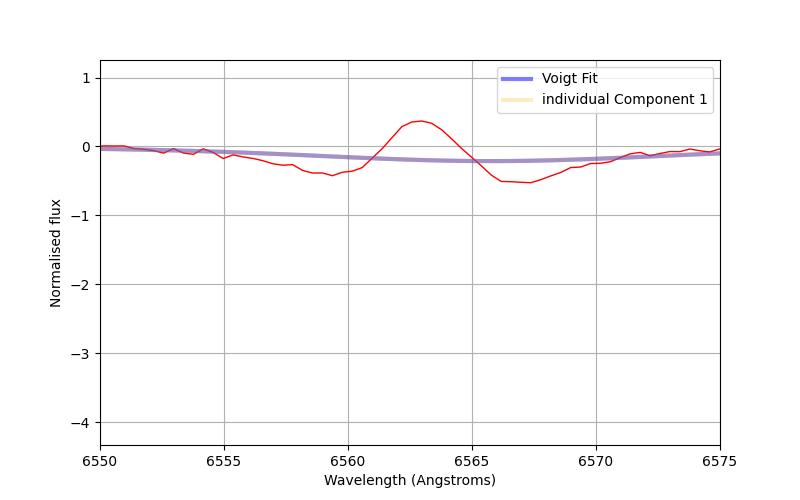 Voigt Fit
individual Component 1
1
0
−1
−2
−3
−4
Normalised flux
6550 6555 6560 6565 6570 6575
Wavelength (Angstroms)